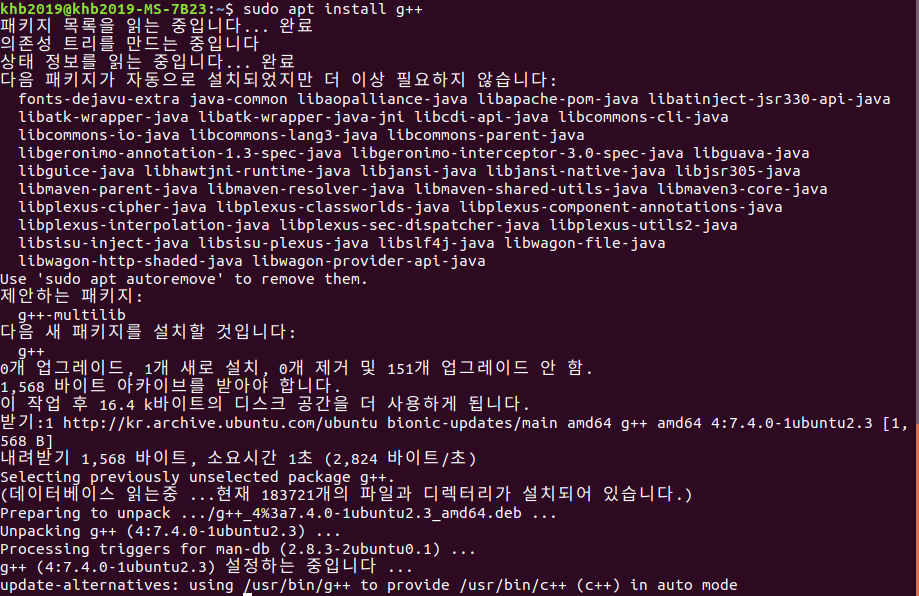 khb2019@khb2019-MS-7B23:~$ sudo apt install g++
패키지 목록을 읽는 중입니다... 완료
의존성 트리를 만드는 중입니다
상태 정보를 읽는 중입니다... 완료
다음 패키지가 자동으로 설치되었지만 더 이상 필요하지 않습니다:
  fonts-dejavu-extra java-common libaopalliance-java libapache-pom-java libatinject-jsr330-api-java
  libatk-wrapper-java libatk-wrapper-java-jni libcdi-api-java libcommons-cli-java
  libcommons-io-java libcommons-lang3-java libcommons-parent-java
  libgeronimo-annotation-1.3-spec-java libgeronimo-interceptor-3.0-spec-java libguava-java
  libguice-java libhawtjni-runtime-java libjansi-java libjansi-native-java libjsr305-java
  libmaven-parent-java libmaven-resolver-java libmaven-shared-utils-java libmaven3-core-java
  libplexus-cipher-java libplexus-classworlds-java libplexus-component-annotations-java
  libplexus-interpolation-java libplexus-sec-dispatcher-java libplexus-utils2-java
  libsisu-inject-java libsisu-plexus-java libslf4j-java libwagon-file-java
  libwagon-http-shaded-java libwagon-provider-api-java
Use 'sudo apt autoremove' to remove them.
제안하는 패키지:
  g++-multilib
다음 새 패키지를 설치할 것입니다:
  g++
0개 업그레이드, 1개 새로 설치, 0개 제거 및 151개 업그레이드 안 함.
1,568 바이트 아카이브를 받아야 합니다.
이 작업 후 16.4 k바이트의 디스크 공간을 더 사용하게 됩니다.
받기:1 http://kr.archive.ubuntu.com/ubuntu bionic-updates/main amd64 g++ amd64 4:7.4.0-1ubuntu2.3 [1,
568 B]
내려받기 1,568 바이트, 소요시간 1초 (2,824 바이트/초)
Selecting previously unselected package g++.
(데이터베이스 읽는중 ...현재 183721개의 파일과 디렉터리가 설치되어 있습니다.)
Preparing to unpack .../g++_4%3a7.4.0-1ubuntu2.3_amd64.deb ...
Unpacking g++ (4:7.4.0-1ubuntu2.3) ...
Processing triggers for man-db (2.8.3-2ubuntu0.1) ...
g++ (4:7.4.0-1ubuntu2.3) 설정하는 중입니다 ...
update-alternatives: using /usr/bin/g++ to provide /usr/bin/c++ (c++) in auto mode